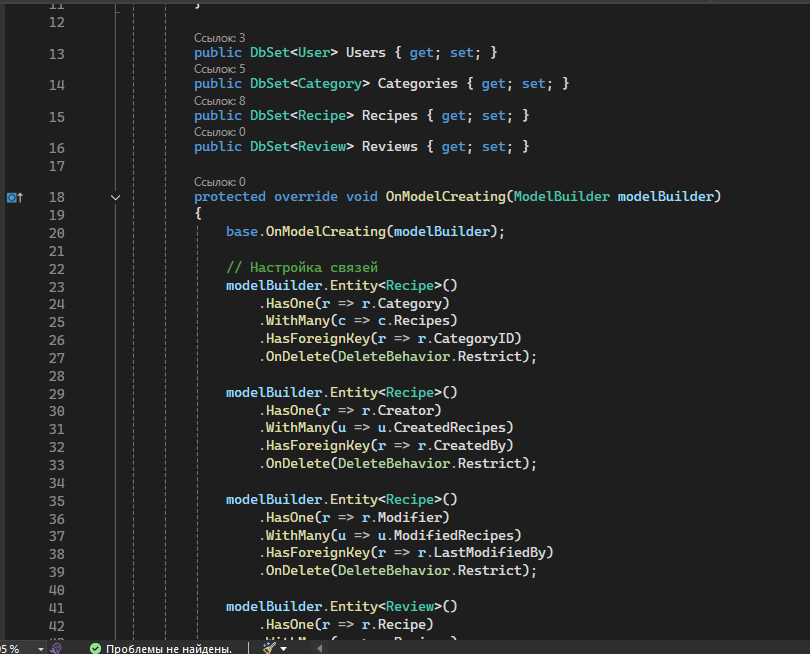 11 }
12
Ссылок: 3
13 public DbSet<User> Users { get; set; }
Ссылок: 5
14 public DbSet<Category> Categories { get; set; }
Ссылок: 8
15 public DbSet<Recipe> Recipes { get; set; }
Ссылок: 0
16 public DbSet<Review> Reviews { get; set; }
17
Ссылок: 0
18 protected override void OnModelCreating(ModelBuilder modelBuilder)
19 {
20 base.OnModelCreating(modelBuilder);
21
22 // Настройка связей
23 modelBuilder.Entity<Recipe>()
24 .HasOne(r => r.Category)
25 .WithMany(c => c.Recipes)
26 .HasForeignKey(r => r.CategoryID)
27 .OnDelete(DeleteBehavior.Restrict);
28
29 modelBuilder.Entity<Recipe>()
30 .HasOne(r => r.Creator)
31 .WithMany(u => u.CreatedRecipes)
32 .HasForeignKey(r => r.CreatedBy)
33 .OnDelete(DeleteBehavior.Restrict);
34
35 modelBuilder.Entity<Recipe>()
36 .HasOne(r => r.Modifier)
37 .WithMany(u => u.ModifiedRecipes)
38 .HasForeignKey(r => r.LastModifiedBy)
39 .OnDelete(DeleteBehavior.Restrict);
40
41 modelBuilder.Entity<Review>()
42 .HasOne(r => r.Recipe)
5 % Проблемы не найдены.